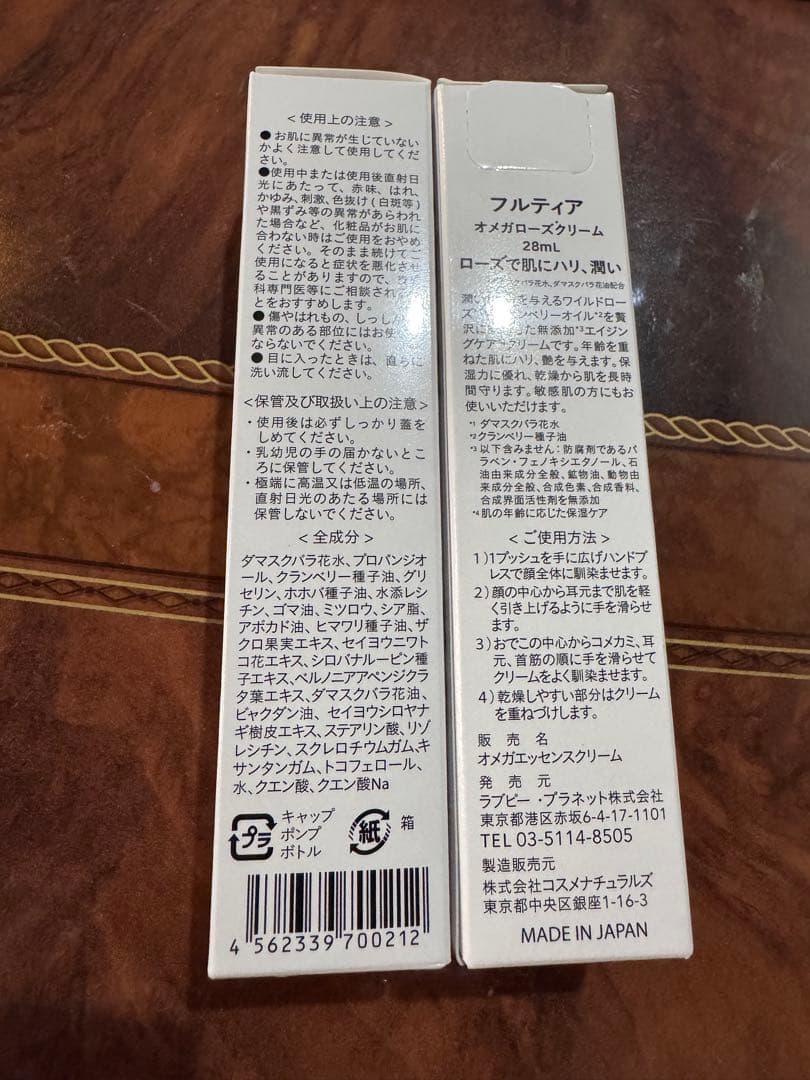 <使用上の注意>
●お肌に異常が生じていない
かよく注意して使用してくだ
さい。
●使用中または使用後直射日
光にあたって、赤味、はれ、
かゆみ、刺激、色抜け(白斑等)
や黒ずみ等の異常があらわれ
た場合など、化粧品がお肌に
合わない時はご使用をおやめ
ください。そのまま続けてご
使用になると症状を悪化させ
ることがありますので、皮
科専門医等にご相談され
とをおすすめします。
●傷やはれもの、しっし
異常のある部位にはお使
ならないでください。
●目に入ったときは、直ちに
洗い流してください。
<保管及び取扱い上の注意>
・使用後は必ずしっかり蓋を
しめてください。
・乳幼児の手の届かないとこ
ろに保管してください。
・極端に高温又は低温の場所、
直射日光のあたる場所には
保管しないでください。
<全成分>
ダマスクバラ花水、プロパンジオ
ール、クランベリー種子油、グリ
セリン、ホホバ種子油、水添レシ
チン、ゴマ油、ミツロウ、シア脂、
アボカド油、ヒマワリ種子油、ザ
クロ果実エキス、セイヨウニワト
コ花エキス、シロバナルーピン種
子エキス、ベルノニアアペンジクラ
タ葉エキス、ダマスクバラ花油、
ビャクダン油、セイヨウシロヤナ
ギ樹皮エキス、ステアリン酸、リゾ
レシチン、スクレロチウムガム、キ
サンタンガム、トコフェロール、
水、クエン酸、クエン酸Na
プラ
キャップ
ポンプ
ボトル
紙
箱
4 562339 700212
フルティア
オメガローズクリーム
28mL
ローズで肌にハリ、潤い
クバラ花水、ダマスクバラ花油配合
潤い を与えるワイルドロー
ズ ンベリーオイル*2を贅
沢に た無添加*3エイジン
グケア*4クリームです。年齢を重
ねた肌にハリ、艶を与えます。保
湿力に優れ、乾燥から肌を長時
間守ります。敏感肌の方にもお
使いいただけます。
*1 ダマスクバラ花水
*2クランベリー種子油
*3 以下含みません:防腐剤である
パラベン・フェノキシエタノール、石
油由来成分全般、鉱物油、動物由
来成分全般、合成色素、合成香料、
合成界面活性剤を無添加
*4 肌の年齢に応じた保湿ケア
<ご使用方法>
1)1プッシュを手に広げハンドプ
レスで顔全体に馴染ませます。
2)顔の中心から耳元まで肌を軽
く引き上げるように手を滑らせ
ます。
3)おでこの中心からコメカミ、耳
元、首筋の順に手を滑らせて
クリームをよく馴染ませます。
4)乾燥しやすい部分はクリーム
を重ねづけします。
販売名
オメガエッセンスクリーム
発売元
ラブピー・プラネット株式会社
東京都港区赤坂6-4-17-1101
TEL 03-5114-8505
製造販売元
株式会社コスメナチュラルズ
東京都中央区銀座1-16-3
MADE IN JAPAN